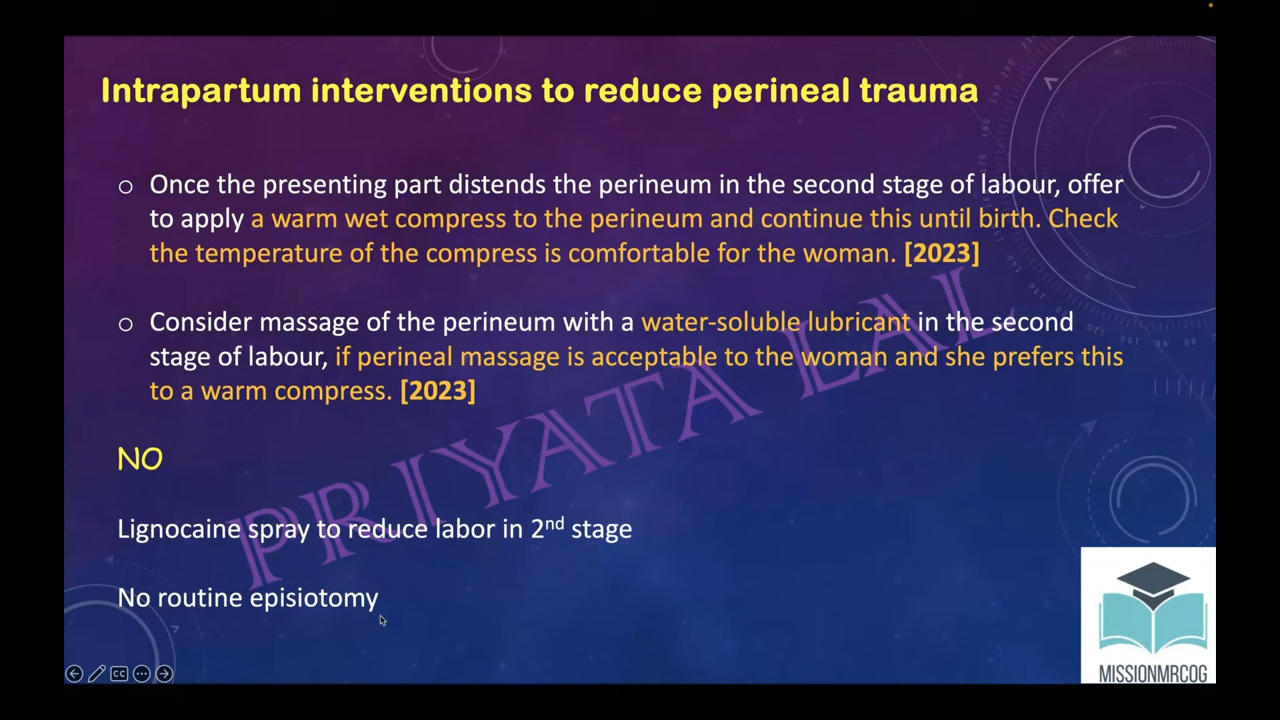 Intrapartum interventions to reduce perineal trauma
o Once the presenting part distends the perineum in the second stage of labour, offer
to apply a warm wet compress to the perineum and continue this until birth. Check
the temperature of the compress is comfortable for the woman. [2023]
o Consider massage of the perineum with a water-soluble lubricant in the second
stage of labour, if perineal massage is acceptable to the woman and she prefers this
to a warm compress. [2023]
NO
Lignocaine spray to reduce labor in 2nd stage
No routine episiotomy
PRIYATA LAL
CC
MISSIONMRCOG